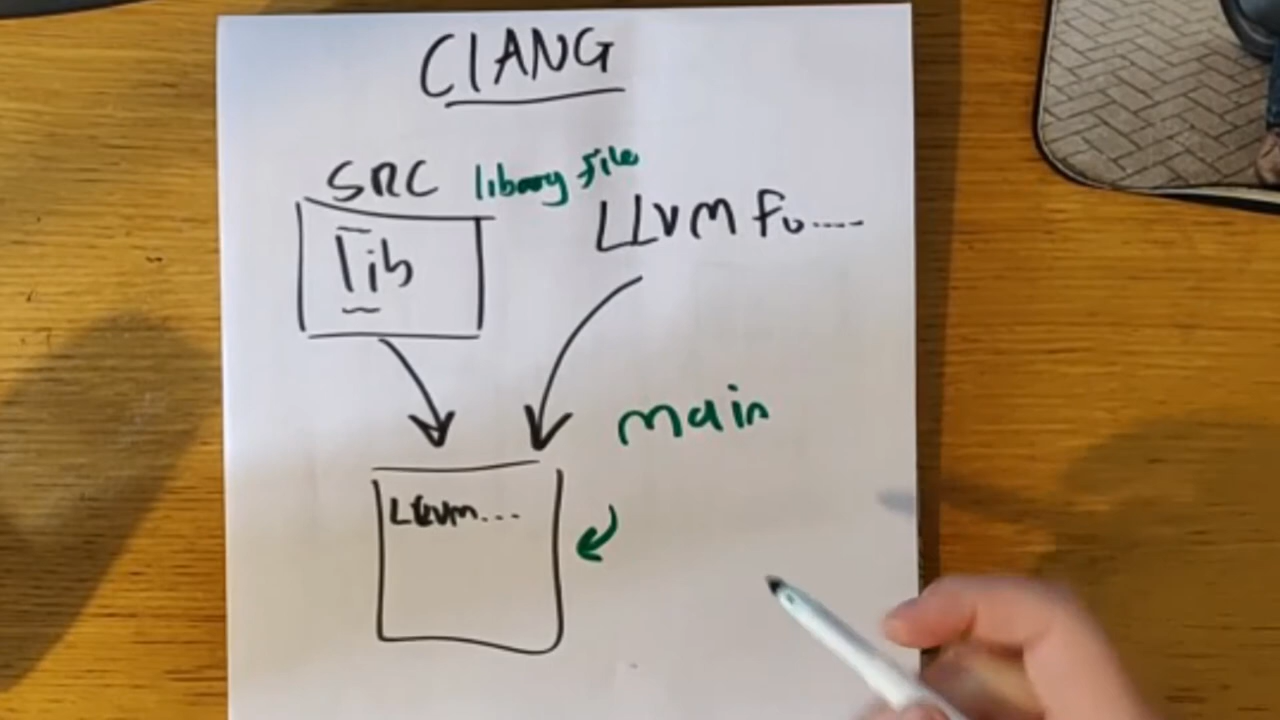 ClANG
SRC
library file
LLVM Fu....
lib
main
LLvm...